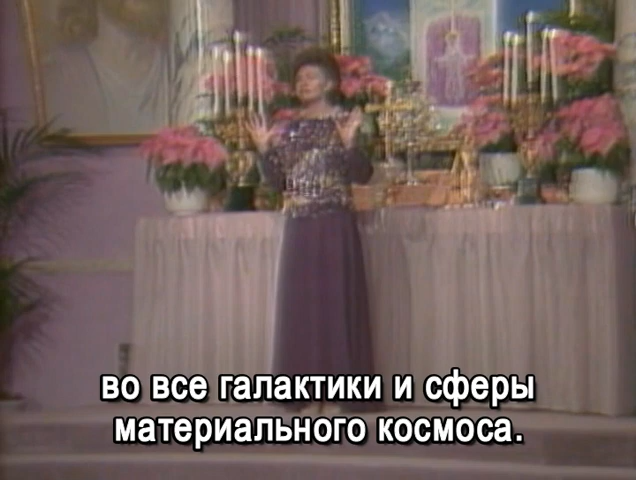 во все галактики и сферы
материального космоса.